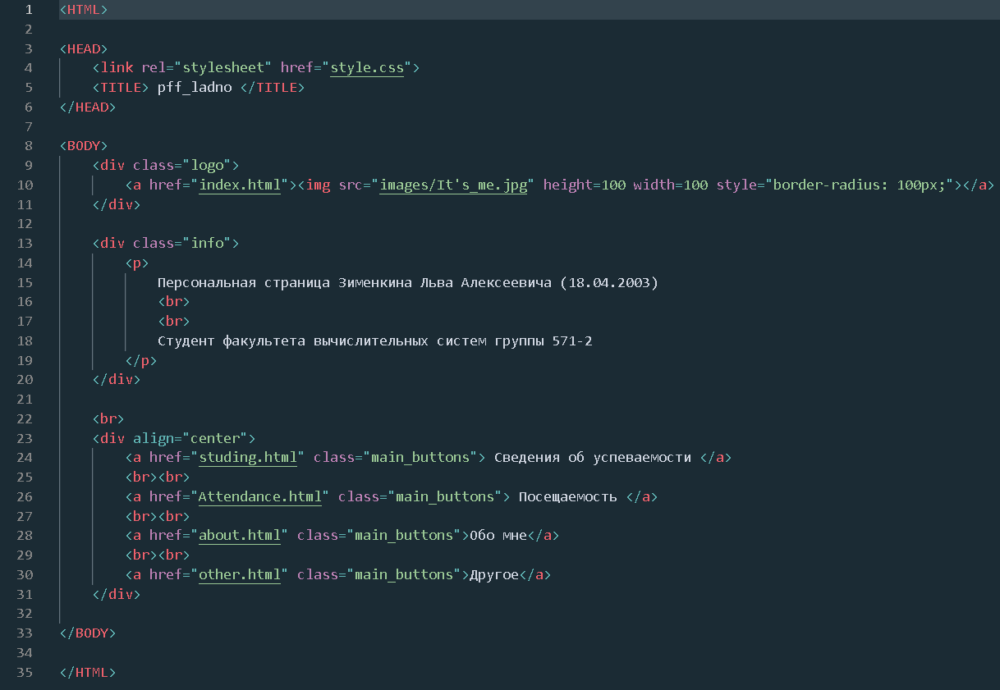 1 <HTML>
2
3 <HEAD>
4     <link rel="stylesheet" href="style.css">
5     <TITLE> pff_ladno </TITLE>
6 </HEAD>
7
8 <BODY>
9     <div class="logo">
10         <a href="index.html"><img src="images/It's_me.jpg" height=100 width=100 style="border-radius: 100px;"></a>
11     </div>
12
13     <div class="info">
14         <p>
15             Персональная страница Зименкина Льва Алексеевича (18.04.2003)
16             <br>
17             <br>
18             Студент факультета вычислительных систем группы 571-2
19         </p>
20     </div>
21
22     <br>
23     <div align="center">
24         <a href="studing.html" class="main_buttons"> Сведения об успеваемости </a>
25         <br><br>
26         <a href="Attendance.html" class="main_buttons"> Посещаемость </a>
27         <br><br>
28         <a href="about.html" class="main_buttons">Обо мне</a>
29         <br><br>
30         <a href="other.html" class="main_buttons">Другое</a>
31     </div>
32
33 </BODY>
34
35 </HTML>